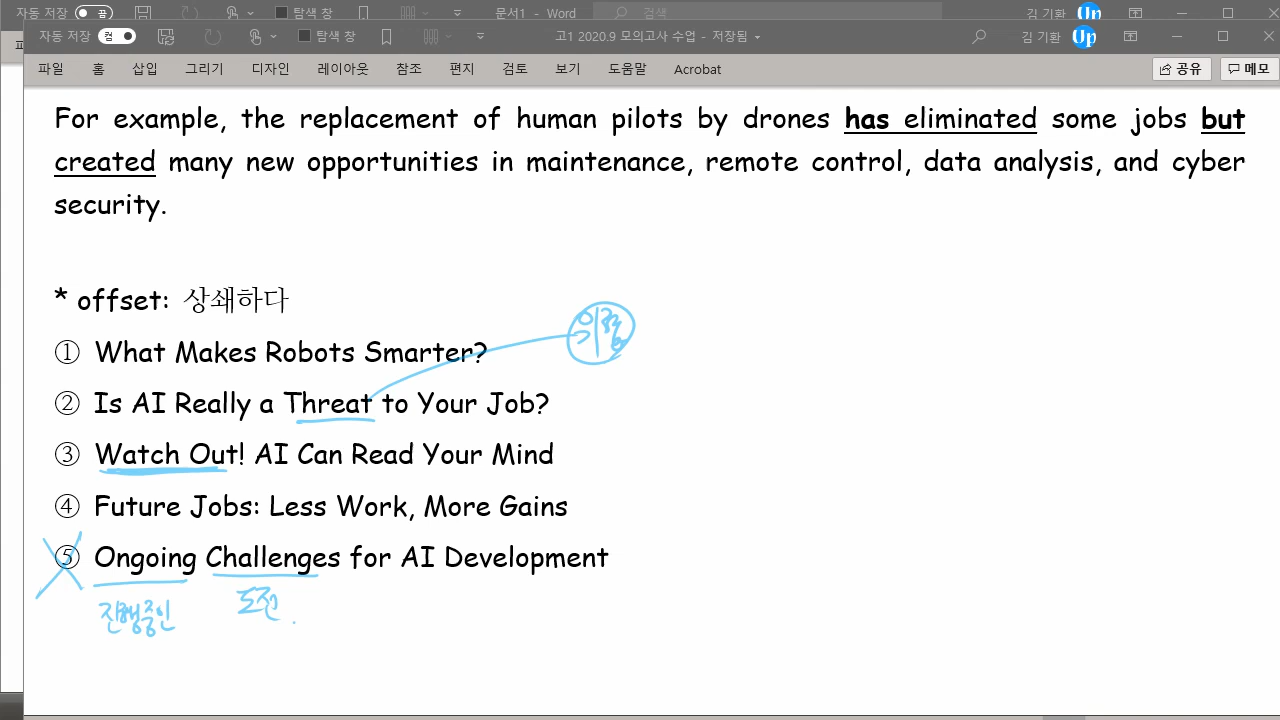 자동 저장 끔 탐색 창 문서1 - Word 검색 김 기환 Up
자동 저장 켬 탐색 창 고1 2020.9 모의고사 수업 - 저장됨 김 기환 Up
파일 홈 삽입 그리기 디자인 레이아웃 참조 편지 검토 보기 도움말 Acrobat 공유 메모
For example, the replacement of human pilots by drones has eliminated some jobs but
created many new opportunities in maintenance, remote control, data analysis, and cyber
security.
* offset: 상쇄하다
① What Makes Robots Smarter?
위협
② Is AI Really a Threat to Your Job?
③ Watch Out! AI Can Read Your Mind
④ Future Jobs: Less Work, More Gains
⑤ Ongoing Challenges for AI Development
진행중인 도전